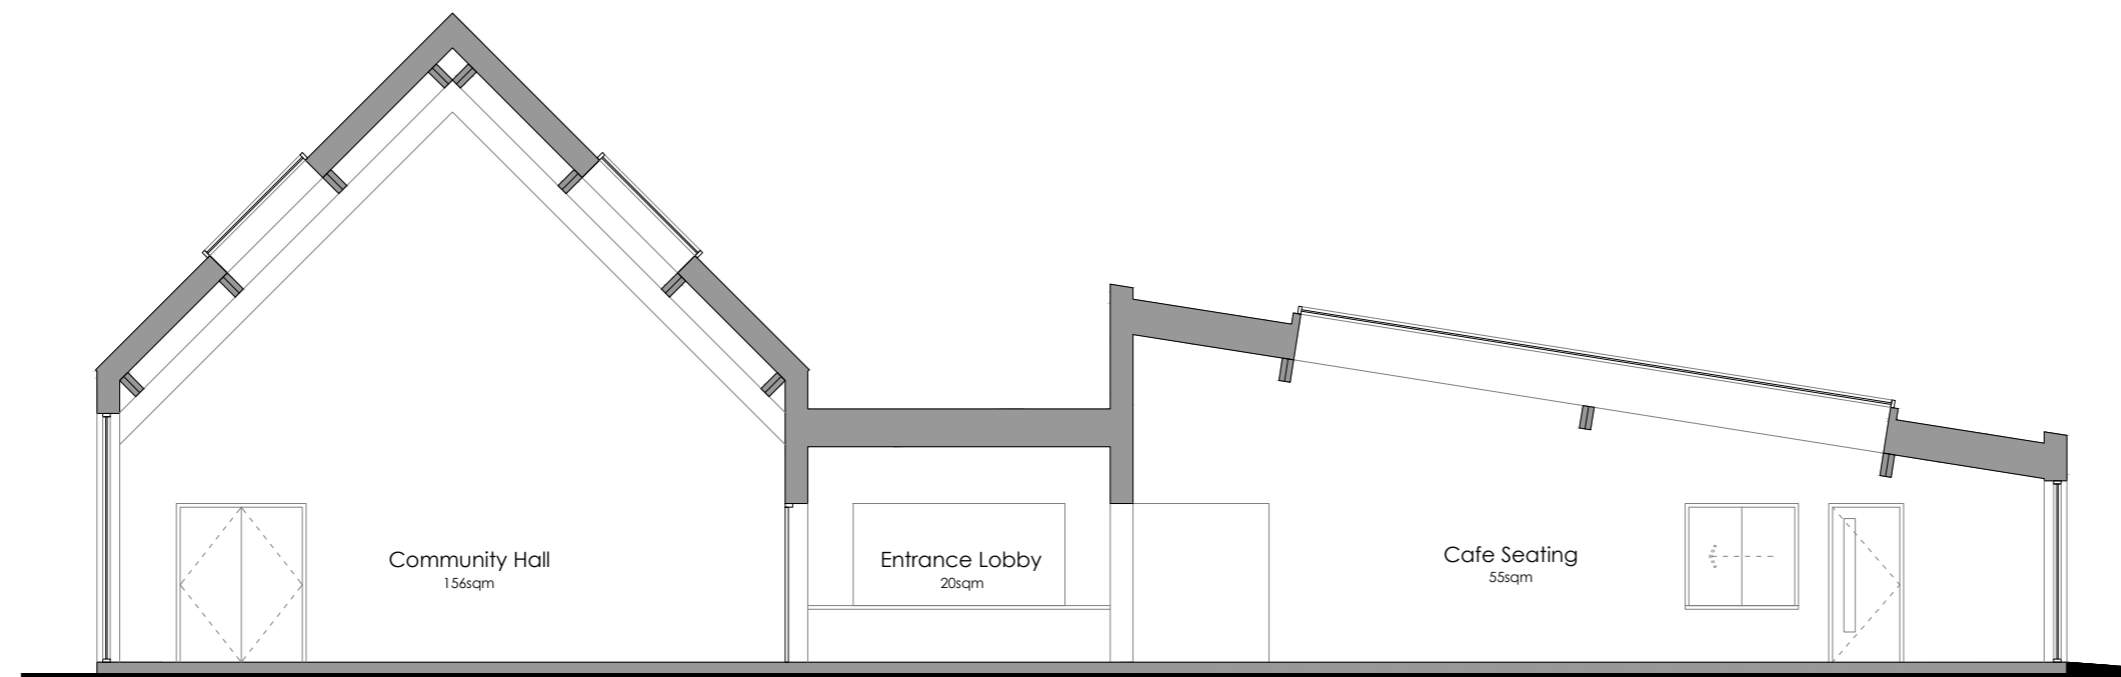 Community Hall
156sqm
Entrance Lobby
20sqm
Cafe Seating
55sqm